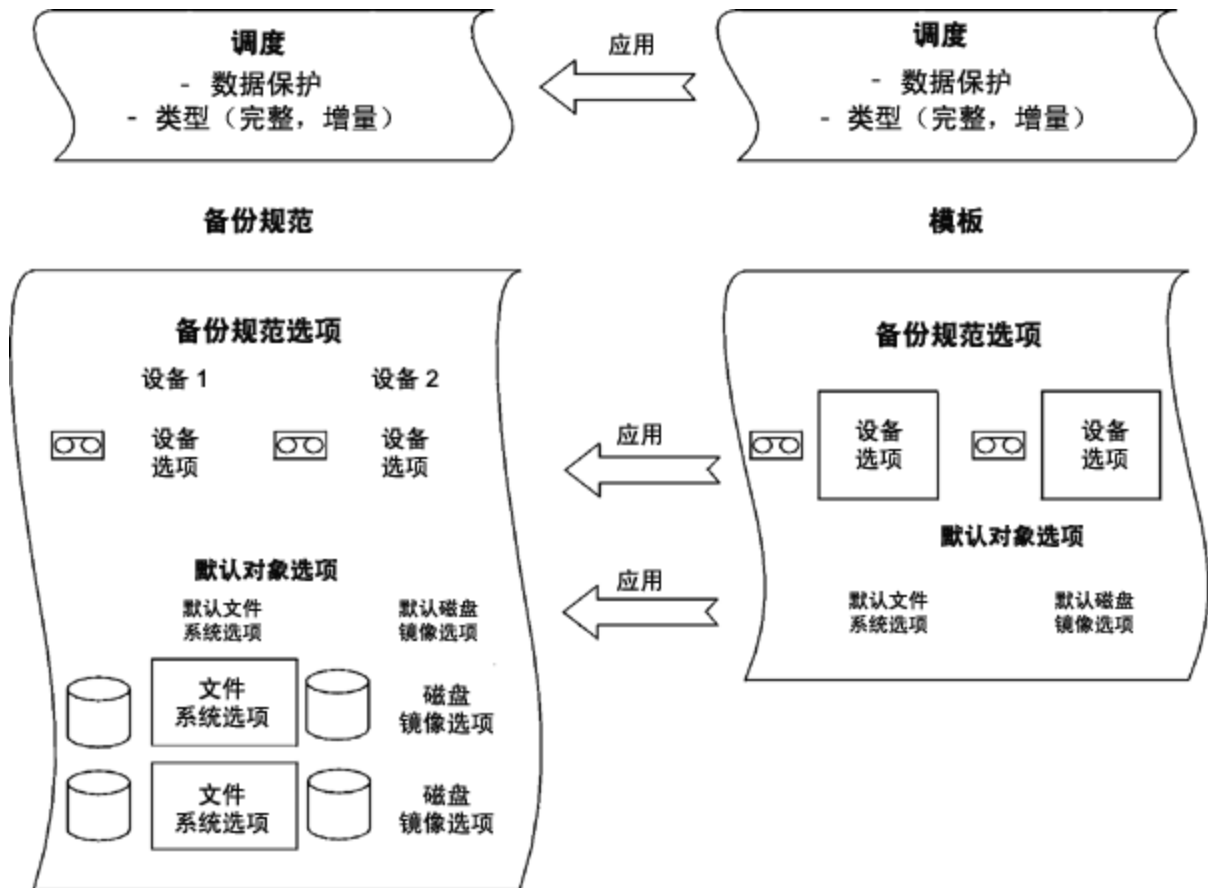 调度
- 数据保护
- 类型（完整，增量）
应用
调度
- 数据保护
- 类型（完整，增量）
备份规范
模板
备份规范选项
设备 1
设备 2
设备
选项
设备
选项
应用
备份规范选项
设备
选项
设备
选项
默认对象选项
默认文件
系统选项
默认磁盘
镜像选项
应用
默认对象选项
默认文件
系统选项
默认磁盘
镜像选项
文件
系统选项
磁盘
镜像选项
文件
系统选项
磁盘
镜像选项